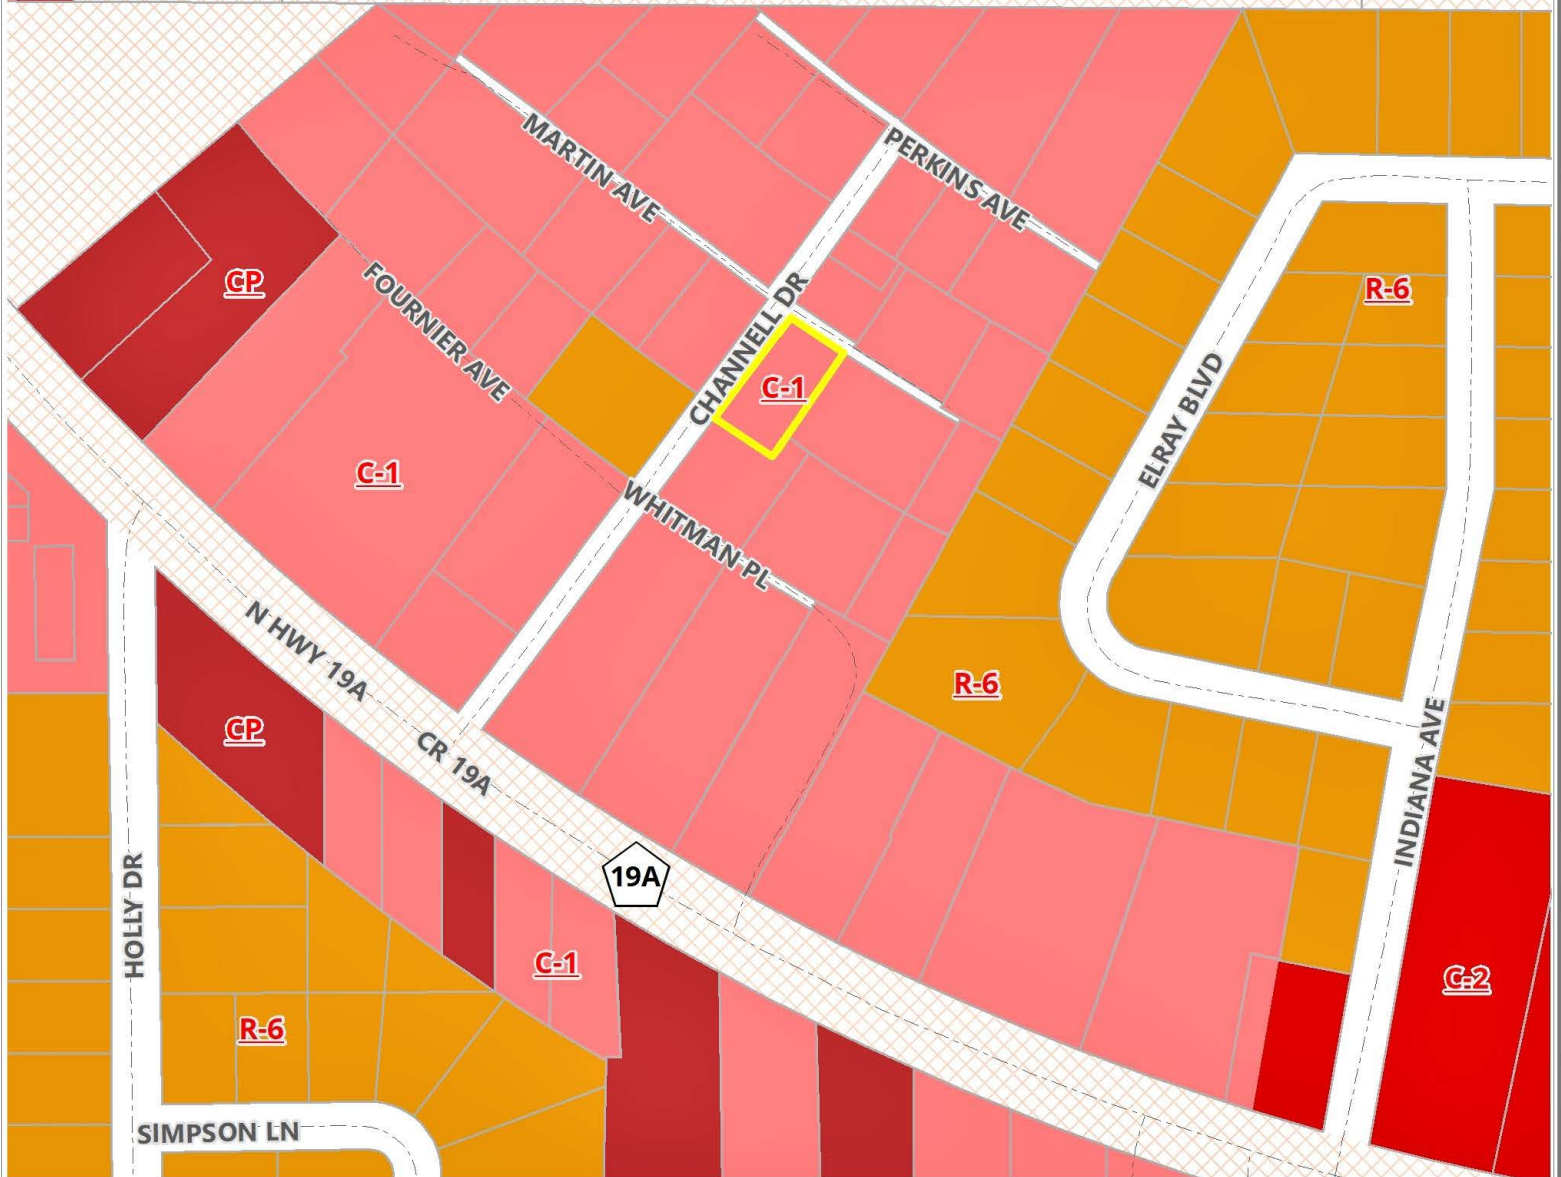 MARTIN AVE
PERKINS AVE
CP
FOURNIER AVE
CHANNELL DR
R-6
C-1
ELRAY BLVD
C-1
WHITMAN PL
N HWY 19A
R-6
CP
CR 19A
INDIANA AVE
19A
HOLLY DR
C-1
C-2
R-6
SIMPSON LN